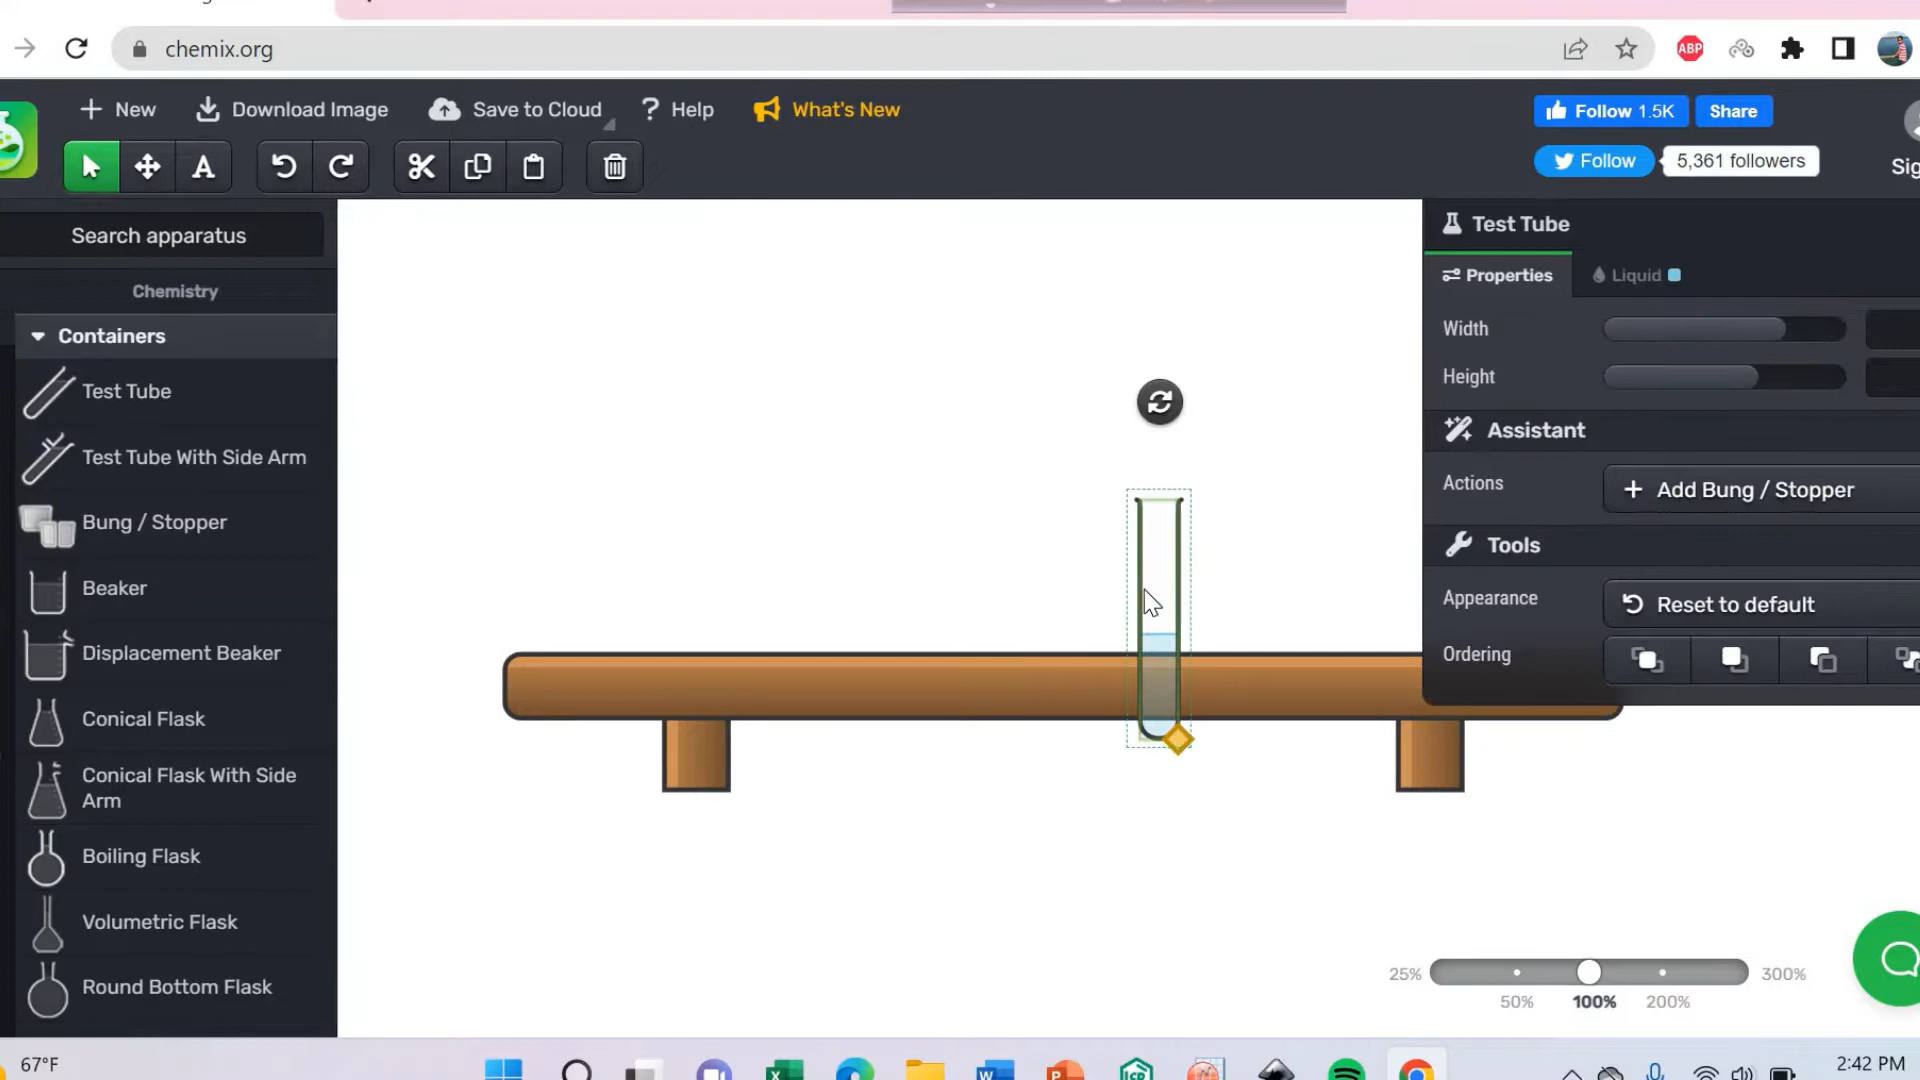 chemix.org
ABP
New
Download Image
Save to Cloud
? Help
What's New
Follow 1.5K
Share
Follow
5,361 followers
A
Search apparatus
Chemistry
Containers
Test Tube
Test Tube With Side Arm
Bung / Stopper
Beaker
Displacement Beaker
Conical Flask
Conical Flask With Side
Arm
Boiling Flask
Volumetric Flask
Round Bottom Flask
Test Tube
Properties
Liquid
Width
Height
Assistant
Actions
+ Add Bung / Stopper
Tools
Appearance
Reset to default
Ordering
25%
300%
50%
100%
200%
67°F
2:42 PM